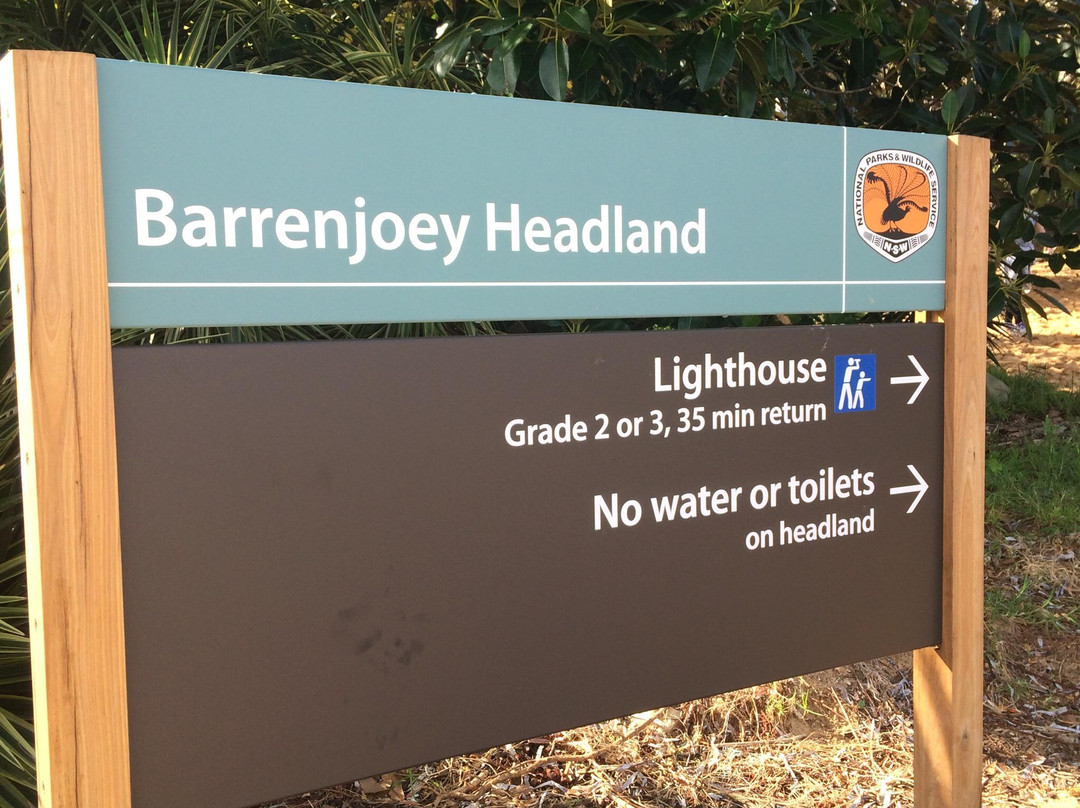 Barrenjoey Headland
NATIONAL PARKS & WILDLIFE SERVICE
NSW
Lighthouse
Grade 2 or 3, 35 min return
No water or toilets
on headland